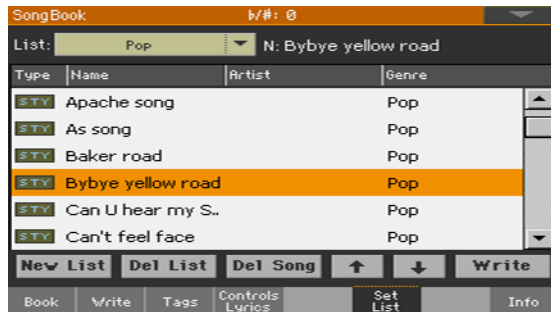 SongBook ♭/#: 0
List: Pop N: Bybye yellow road
Type Name Artist Genre
STY Apache song Pop
STY As song Pop
STY Baker road Pop
STY Bybye yellow road Pop
STY Can U hear my S.. Pop
STY Can't feel face Pop
New List Del List Del Song ↑ ↓ Write
Book Write Tags Controls Lyrics Set List Info